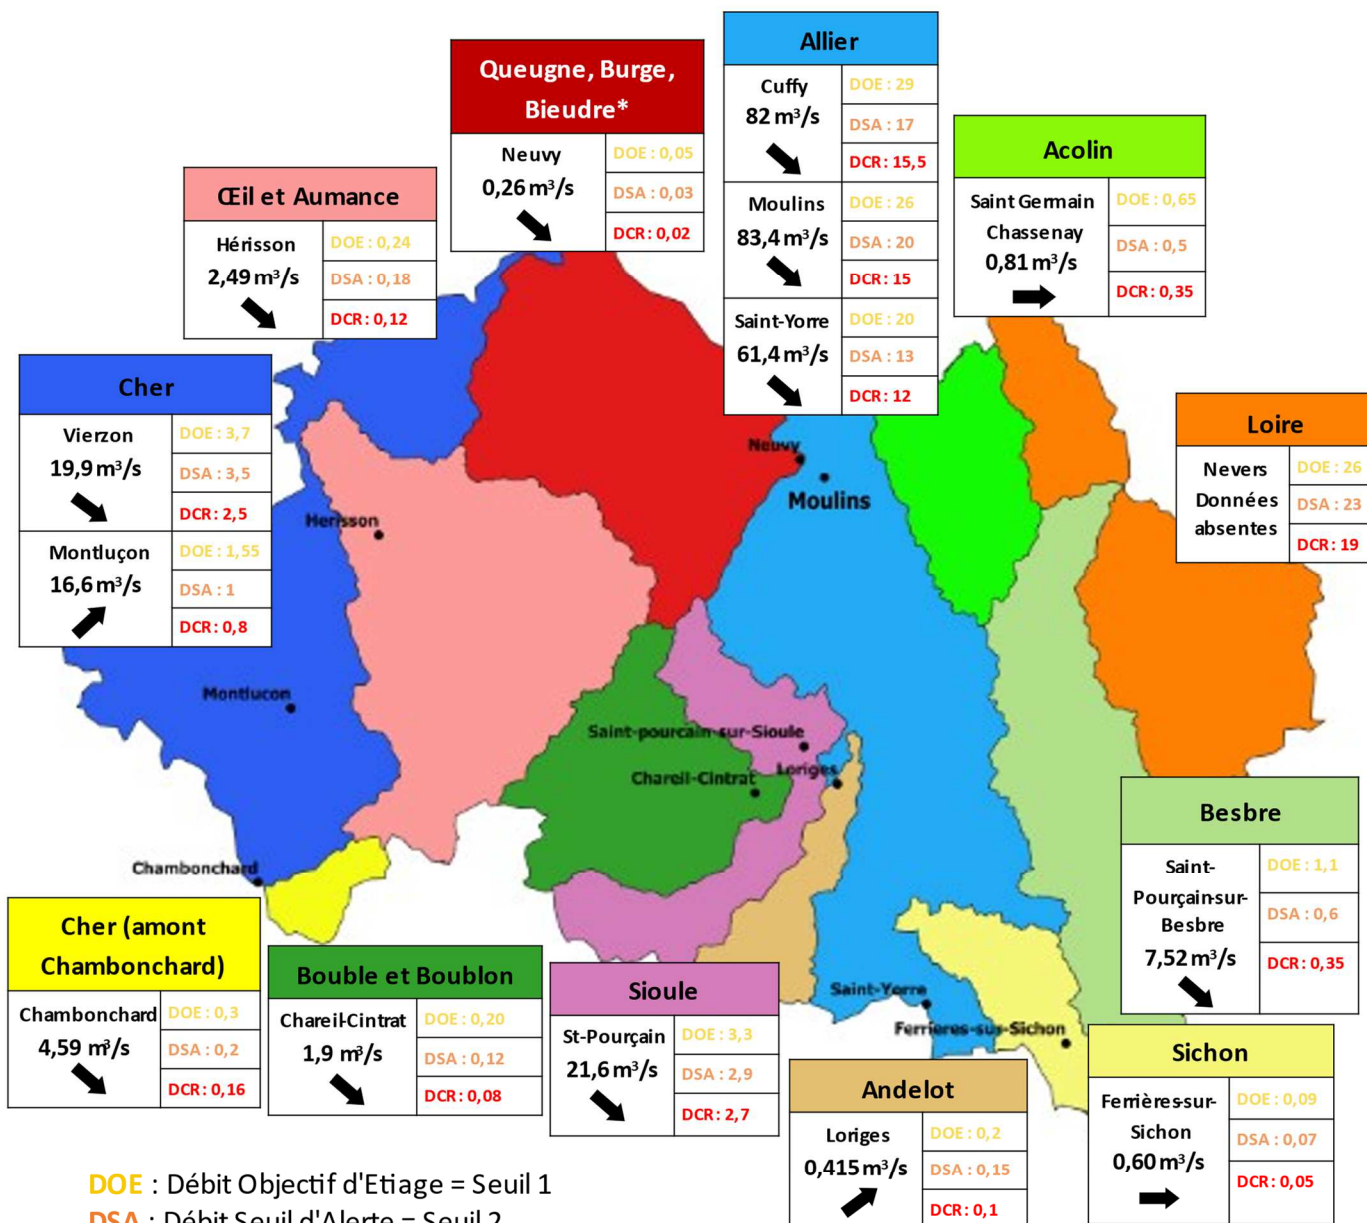 Allier
Cuffy
82 m³/s
DOE : 29
DSA : 17
DCR : 15,5
Moulins
83,4 m³/s
DOE : 26
DSA : 20
DCR : 15
Saint-Yorre
61,4 m³/s
DOE : 20
DSA : 13
DCR : 12
Queugne, Burge,
Bieudre*
Neuvy
0,26 m³/s
DOE : 0,05
DSA : 0,03
DCR : 0,02
Acolin
Saint Germain
Chassenay
0,81 m³/s
DOE : 0,65
DSA : 0,5
DCR : 0,35
Œil et Aumance
Hérisson
2,49 m³/s
DOE : 0,24
DSA : 0,18
DCR : 0,12
Cher
Vierzon
19,9 m³/s
DOE : 3,7
DSA : 3,5
DCR : 2,5
Montluçon
16,6 m³/s
DOE : 1,55
DSA : 1
DCR : 0,8
Loire
Nevers
Données
absentes
DOE : 26
DSA : 23
DCR : 19
Neuvy
Moulins
Herisson
Montlucon
Saint-pourcain-sur-Sioule
Chareil-Cintrat
Loriges
Chambonchard
Saint-Yorre
Ferrieres-sur-Sichon
Besbre
Saint-
Pourçain-sur-
Besbre
7,52 m³/s
DOE : 1,1
DSA : 0,6
DCR : 0,35
Cher (amont
Chambonchard)
Chambonchard
4,59 m³/s
DOE : 0,3
DSA : 0,2
DCR : 0,16
Bouble et Boublon
Chareil-Cintrat
1,9 m³/s
DOE : 0,20
DSA : 0,12
DCR : 0,08
Sioule
St-Pourçain
21,6 m³/s
DOE : 3,3
DSA : 2,9
DCR : 2,7
Andelot
Loriges
0,415 m³/s
DOE : 0,2
DSA : 0,15
DCR : 0,1
Sichon
Ferrières-sur-
Sichon
0,60 m³/s
DOE : 0,09
DSA : 0,07
DCR : 0,05
DOE : Débit Objectif d'Etiage = Seuil 1
DSA : Débit Seuil d'Alerte = Seuil 2